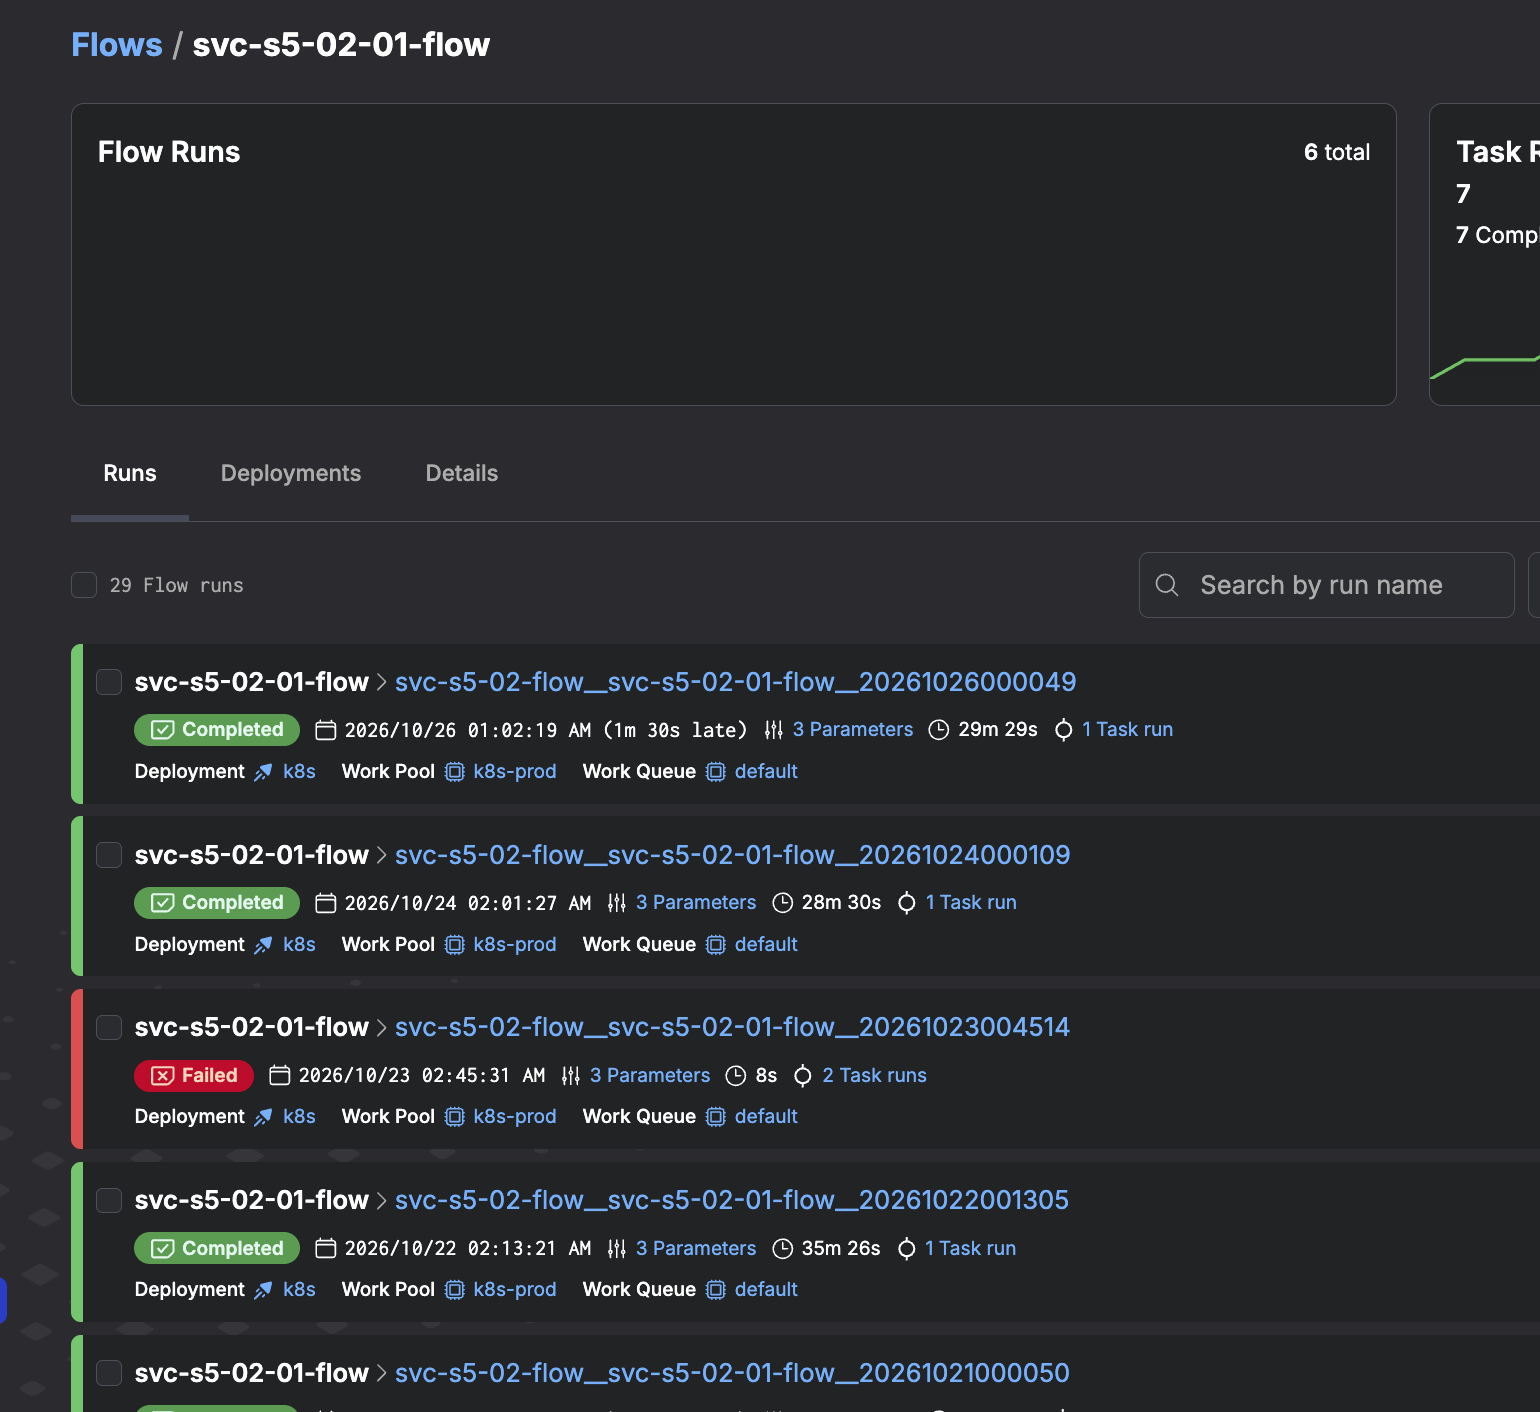 Flows / svc-s5-02-01-flow
Flow Runs
6 total
Task R
7
7 Compl
Runs
Deployments
Details
29 Flow runs
Search by run name
svc-s5-02-01-flow > svc-s5-02-flow__svc-s5-02-01-flow__20261026000049
Completed 2026/10/26 01:02:19 AM (1m 30s late) 3 Parameters 29m 29s 1 Task run
Deployment k8s Work Pool k8s-prod Work Queue default
svc-s5-02-01-flow > svc-s5-02-flow__svc-s5-02-01-flow__20261024000109
Completed 2026/10/24 02:01:27 AM 3 Parameters 28m 30s 1 Task run
Deployment k8s Work Pool k8s-prod Work Queue default
svc-s5-02-01-flow > svc-s5-02-flow__svc-s5-02-01-flow__20261023004514
Failed 2026/10/23 02:45:31 AM 3 Parameters 8s 2 Task runs
Deployment k8s Work Pool k8s-prod Work Queue default
svc-s5-02-01-flow > svc-s5-02-flow__svc-s5-02-01-flow__20261022001305
Completed 2026/10/22 02:13:21 AM 3 Parameters 35m 26s 1 Task run
Deployment k8s Work Pool k8s-prod Work Queue default
svc-s5-02-01-flow > svc-s5-02-flow__svc-s5-02-01-flow__20261021000050